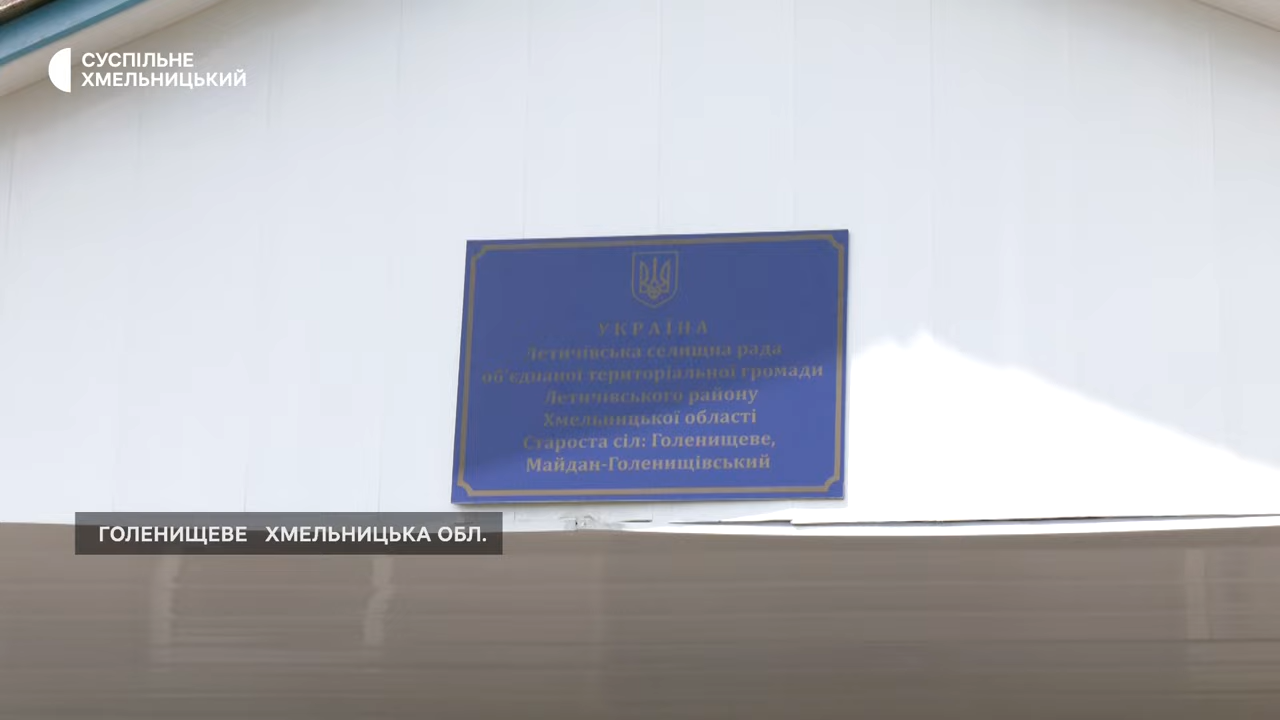 СУСПІЛЬНЕ
ХМЕЛЬНИЦЬКИЙ
УКРАЇНА
Летичівська селищна рада
об'єднаної територіальної громади
Летичівського району
Хмельницької області
Староста сіл: Голенищеве,
Майдан-Голенищівський
ГОЛЕНИЩЕВЕ ХМЕЛЬНИЦЬКА ОБЛ.